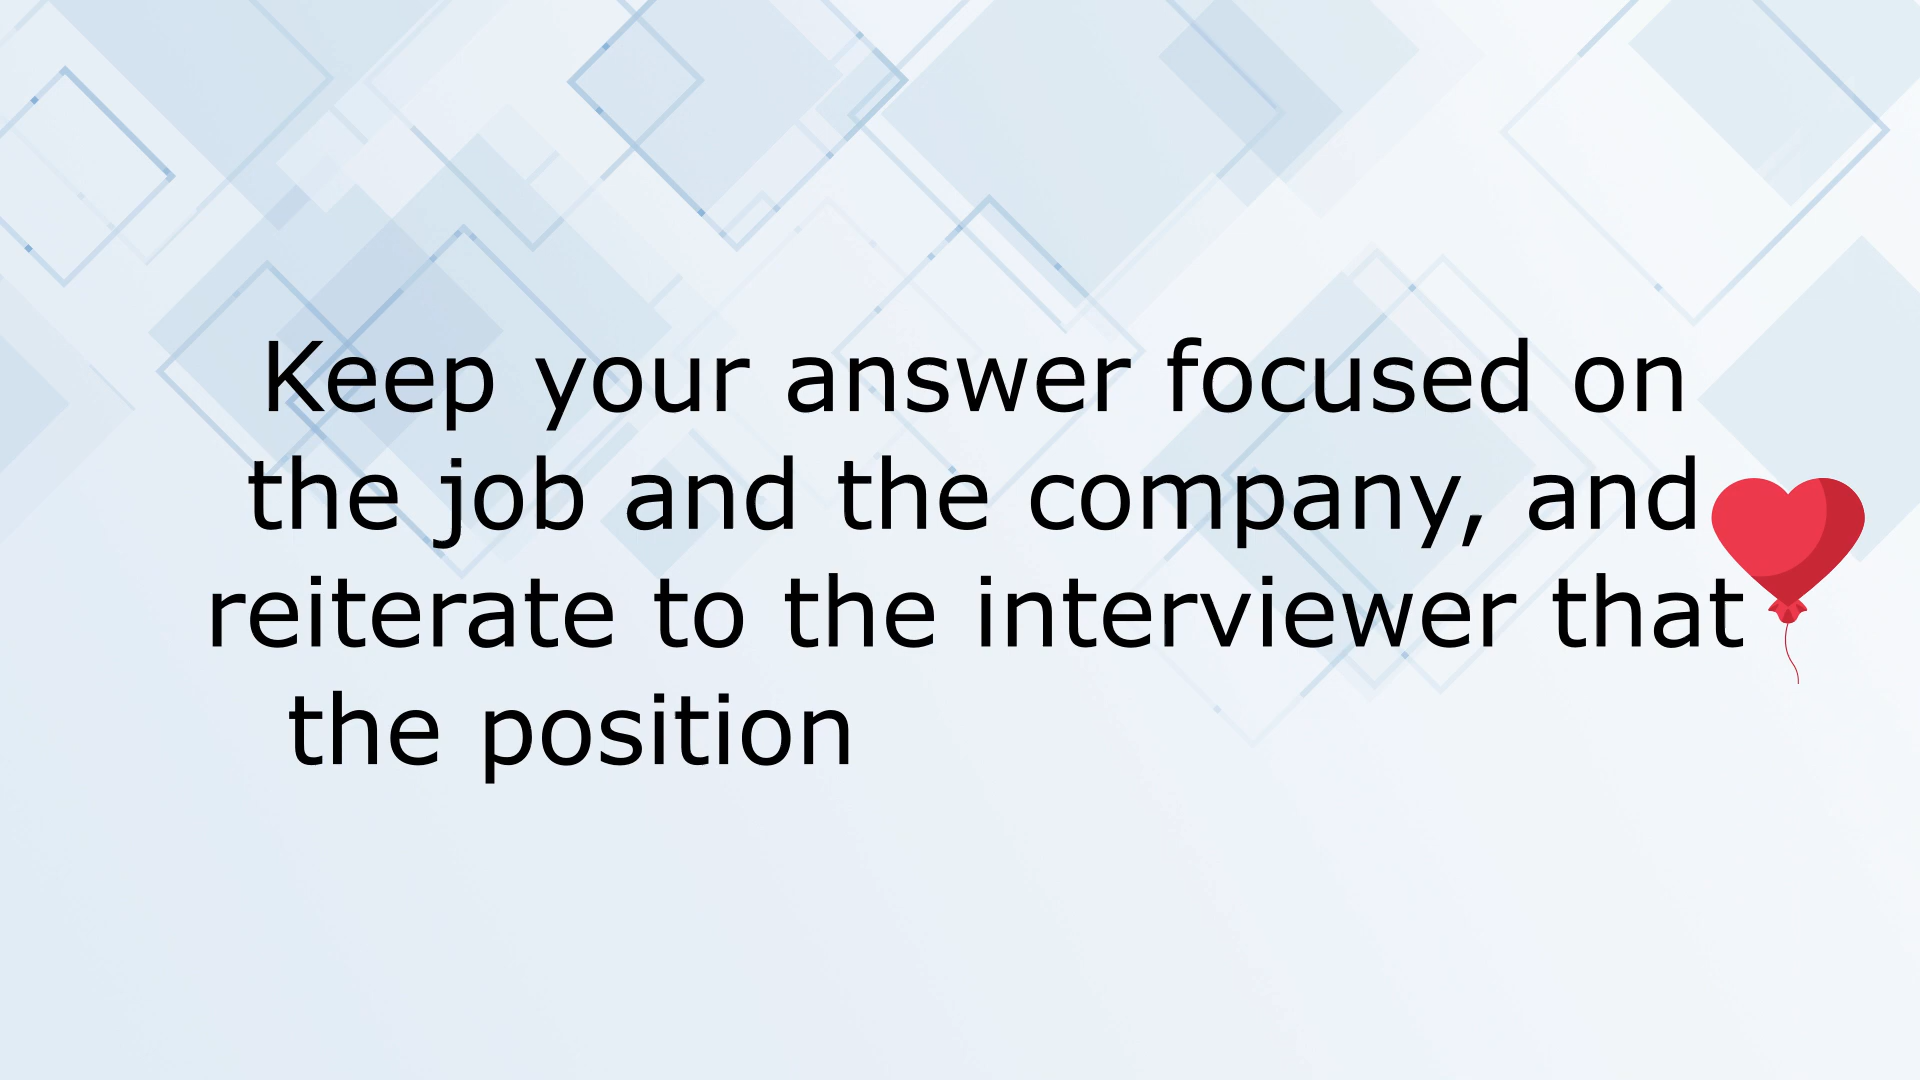 Keep your answer focused on
the job and the company, and
reiterate to the interviewer that
the position